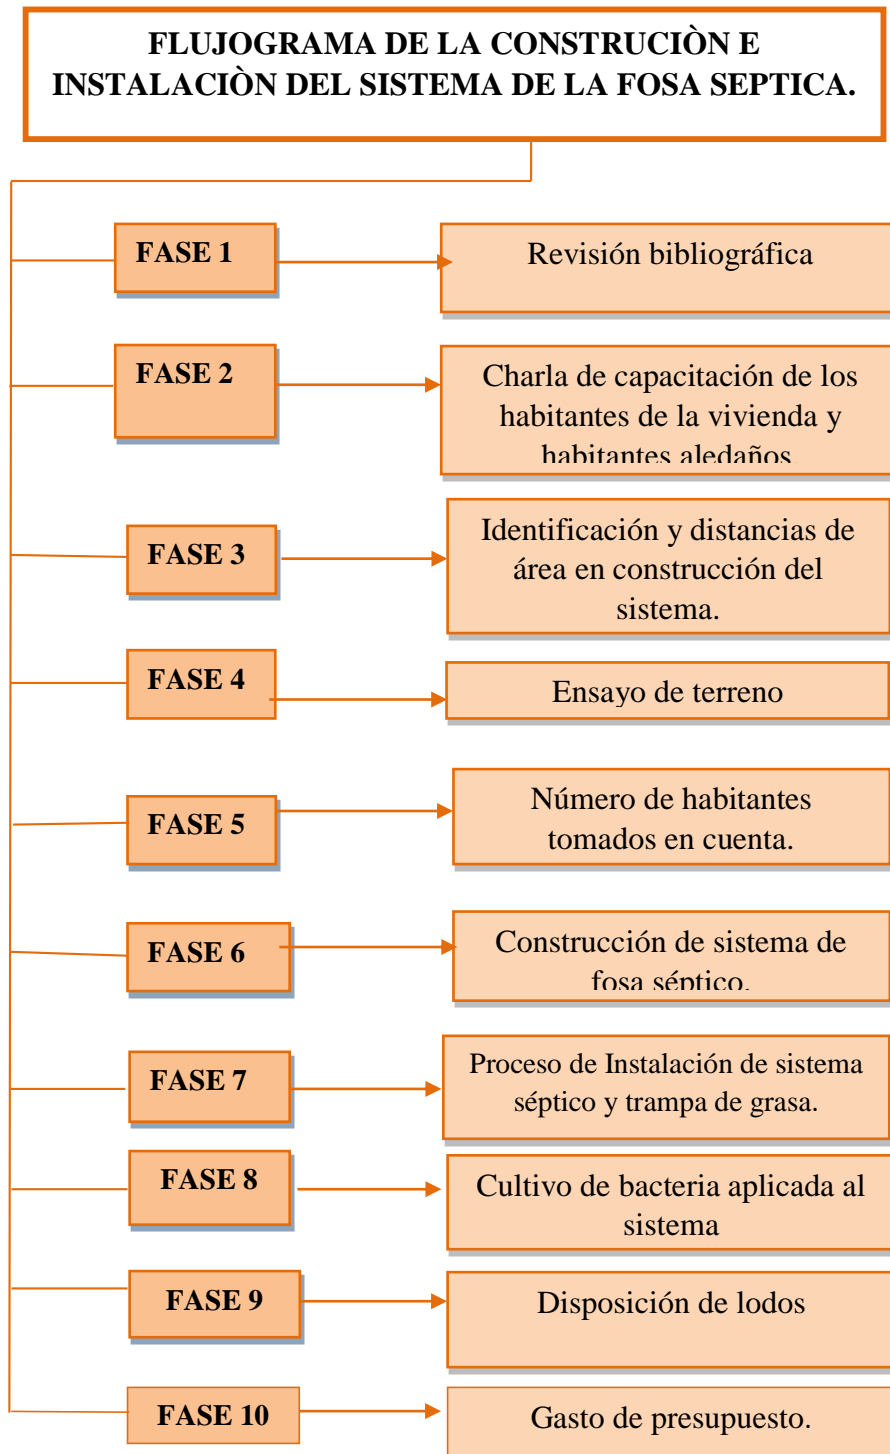 FLUJOGRAMA DE LA CONSTRUCIÒN E
INSTALACIÒN DEL SISTEMA DE LA FOSA SEPTICA.
FASE 1
Revisión bibliográfica
FASE 2
Charla de capacitación de los
habitantes de la vivienda y
habitantes aledaños
FASE 3
Identificación y distancias de
área en construcción del
sistema.
FASE 4
Ensayo de terreno
FASE 5
Número de habitantes
tomados en cuenta.
FASE 6
Construcción de sistema de
fosa séptico.
FASE 7
Proceso de Instalación de sistema
séptico y trampa de grasa.
FASE 8
Cultivo de bacteria aplicada al
sistema
FASE 9
Disposición de lodos
FASE 10
Gasto de presupuesto.